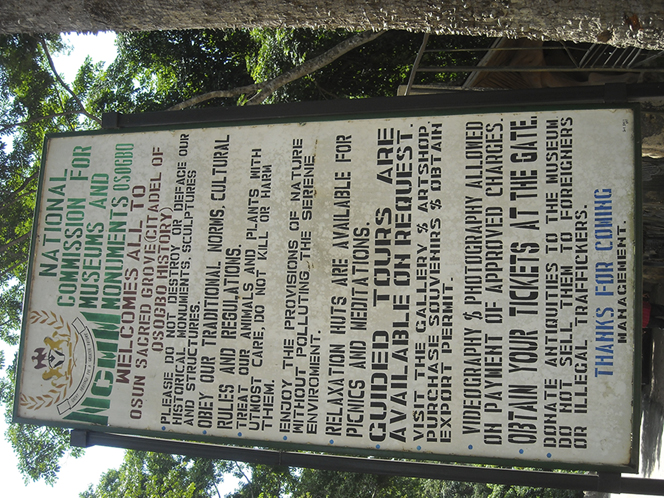 NATIONAL
COMMISSION FOR
MUSEUMS AND
MONUMENTS OSOGBO
NCMM
WELCOMES ALL TO
OSUN SACRED GROVE (CITADEL OF
OSOGBO HISTORY)
PLEASE DO NOT DESTROY OR DEFACE OUR
HISTORICAL MONUMENTS, SCULPTURES
AND STRUCTURES.
OBEY OUR TRADITIONAL NORMS, CULTURAL
RULES AND REGULATIONS.
TREAT OUR ANIMALS AND PLANTS WITH
UTMOST CARE, DO NOT KILL OR HARM
THEM.
ENJOY THE PROVISIONS OF NATURE
WITHOUT POLLUTING THE SERENE
ENVIROMENT.
RELAXATION HUTS ARE AVAILABLE FOR
PICNICS AND MEDITATIONS.
GUIDED TOURS ARE
AVAILABLE ON REQUEST.
VISIT THE GALLERY & ARTSHOP.
PURCHASE SOUVENIRS & OBTAIN
EXPORT PERMIT.
VIDEOGRAPHY & PHOTOGRAPHY ALLOWED
ON PAYMENT OF APPROVED CHARGES.
OBTAIN YOUR TICKETS AT THE GATE.
DONATE ANTIQUITIES TO THE MUSEUM
DO NOT SELL THEM TO FOREIGNERS
OR ILLEGAL TRAFFICKERS.
THANKS FOR COMING
MANAGEMENT.